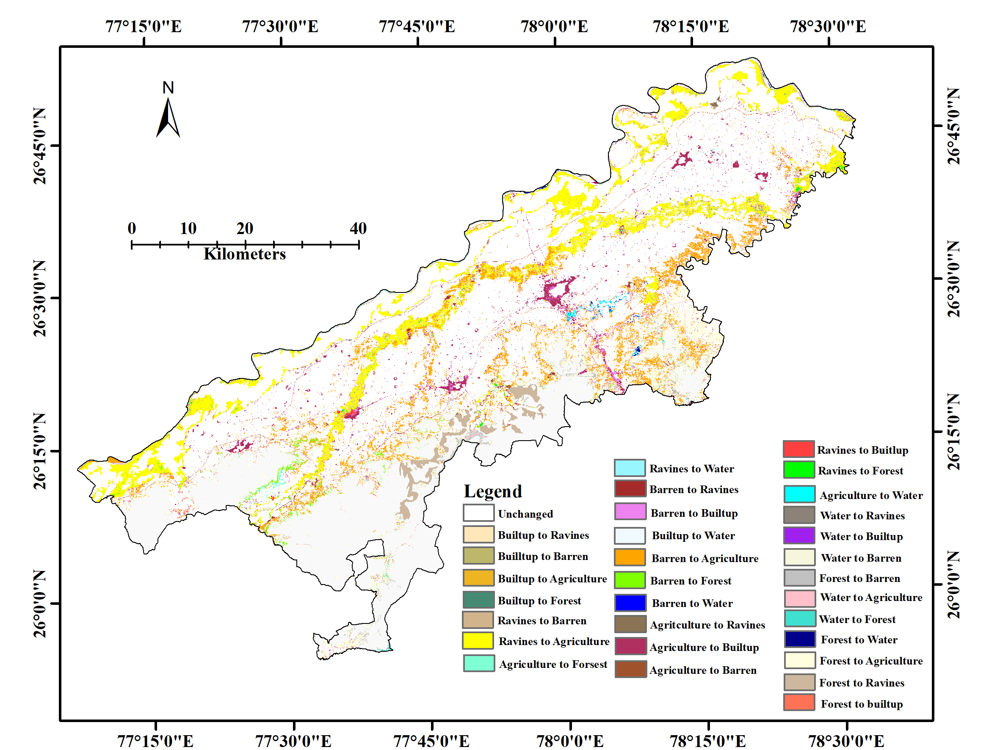 77°15'0"E 77°30'0"E 77°45'0"E 78°0'0"E 78°15'0"E 78°30'0"E
N
26°45'0"N
26°30'0"N
26°15'0"N
26°0'0"N
26°45'0"N
26°30'0"N
26°15'0"N
26°0'0"N
0 10 20 40
Kilometers
Legend
Unchanged
Builtup to Ravines
Builltup to Barren
Builtup to Agriculture
Builtup to Forest
Ravines to Barren
Ravines to Agriculture
Agriculture to Forsest
Ravines to Water
Barren to Ravines
Barren to Builtup
Builtup to Water
Barren to Agriculture
Barren to Forest
Barren to Water
Agritculture to Ravines
Agriculture to Builtup
Agriculture to Barren
Ravines to Buitlup
Ravines to Forest
Agriculture to Water
Water to Ravines
Water to Builtup
Water to Barren
Forest to Barren
Water to Agriculture
Water to Forest
Forest to Water
Forest to Agriculture
Forest to Ravines
Forest to builtup
77°15'0"E 77°30'0"E 77°45'0"E 78°0'0"E 78°15'0"E 78°30'0"E